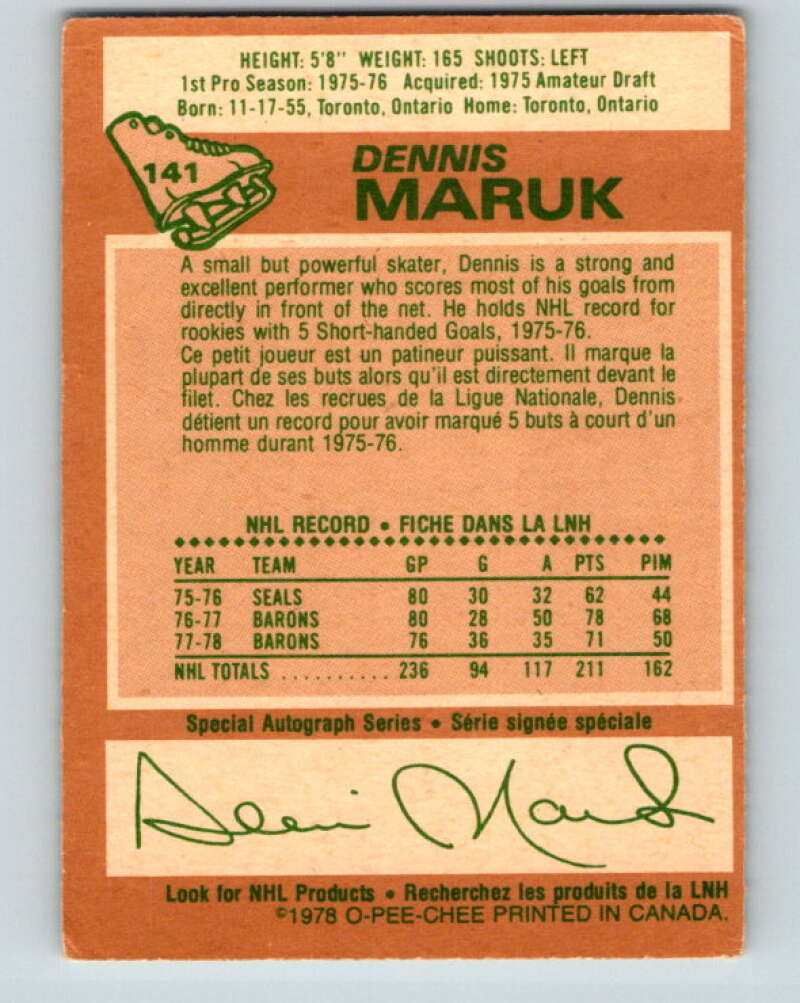 HEIGHT: 5'8" WEIGHT: 165 SHOOTS: LEFT
1st Pro Season: 1975-76 Acquired: 1975 Amateur Draft
Born: 11-17-55, Toronto, Ontario Home: Toronto, Ontario
141
DENNIS
MARUK
A small but powerful skater, Dennis is a strong and
excellent performer who scores most of his goals from
directly in front of the net. He holds NHL record for
rookies with 5 Short-handed Goals, 1975-76.
Ce petit joueur est un patineur puissant. Il marque la
plupart de ses buts alors qu'il est directement devant le
filet. Chez les recrues de la Ligue Nationale, Dennis
détient un record pour avoir marqué 5 buts à court d'un
homme durant 1975-76.
NHL RECORD • FICHE DANS LA LNH
YEAR TEAM GP G A PTS PIM
75-76 SEALS 80 30 32 62 44
76-77 BARONS 80 28 50 78 68
77-78 BARONS 76 36 35 71 50
NHL TOTALS .......... 236 94 117 211 162
Special Autograph Series • Série signée spéciale
Dennis Maruk
Look for NHL Products • Recherchez les produits de la LNH
©1978 O-PEE-CHEE PRINTED IN CANADA.